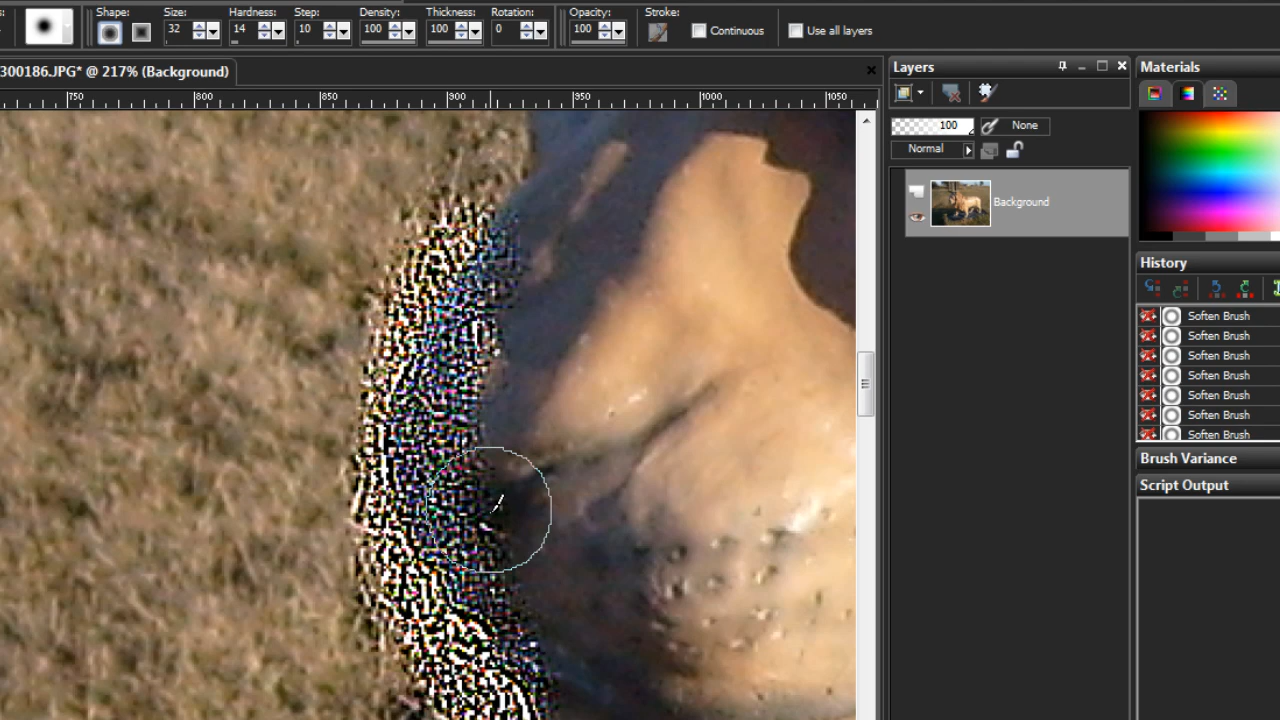 s: Shape: Size: Hardness: Step: Density: Thickness: Rotation: Opacity: Stroke:
32 14 10 100 100 0 100 Continuous Use all layers
300186.JPG* @ 217% (Background)
750 800 850 900 950 1000 1050
Layers
100 None
Normal
Background
Materials
History
Soften Brush
Soften Brush
Soften Brush
Soften Brush
Soften Brush
Soften Brush
Soften Brush
Brush Variance
Script Output